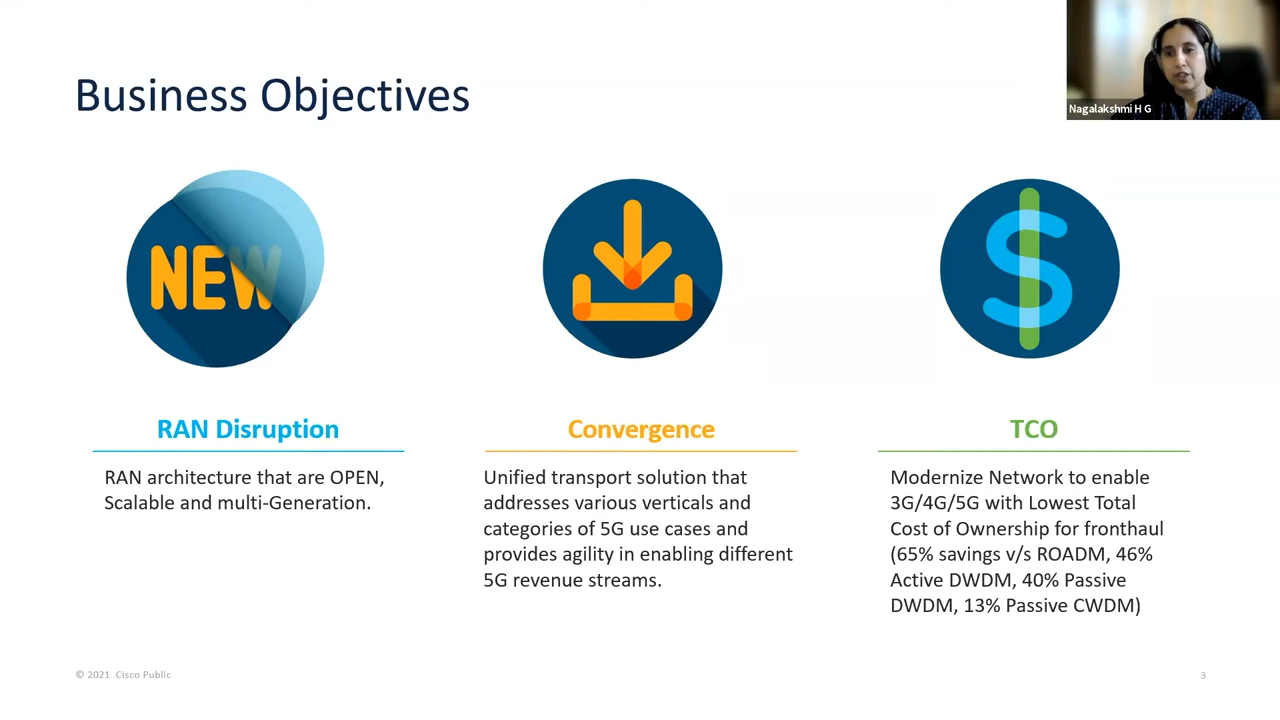 Business Objectives
Nagalakshmi H G
NEW
RAN Disruption
RAN architecture that are OPEN,
Scalable and multi-Generation.
Convergence
Unified transport solution that
addresses various verticals and
categories of 5G use cases and
provides agility in enabling different
5G revenue streams.
$
TCO
Modernize Network to enable
3G/4G/5G with Lowest Total
Cost of Ownership for fronthaul
(65% savings v/s ROADM, 46%
Active DWDM, 40% Passive
DWDM, 13% Passive CWDM)
© 2021 Cisco Public
3